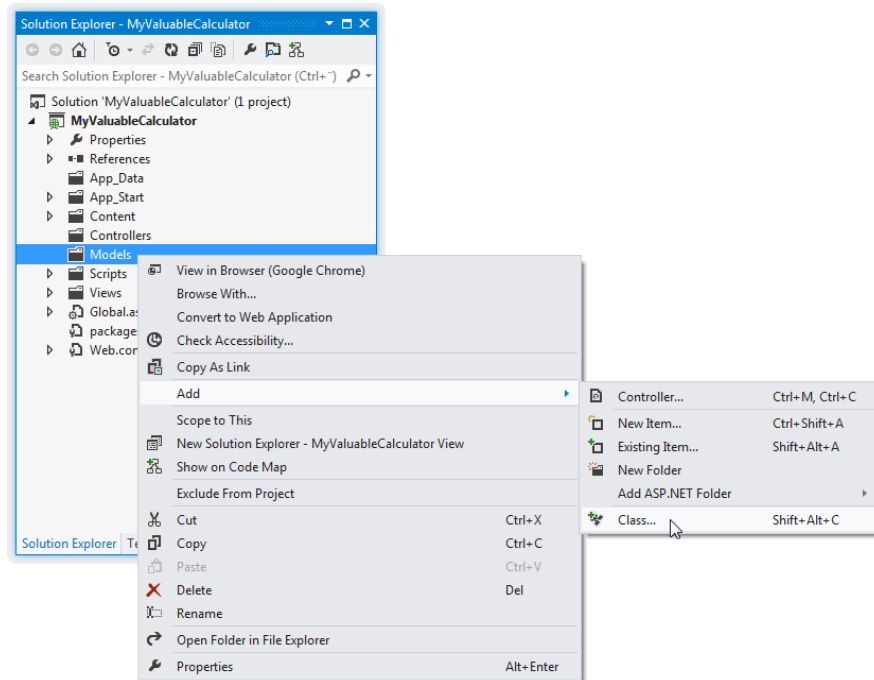 Solution Explorer - MyValuableCalculator
Search Solution Explorer - MyValuableCalculator (Ctrl+¨)
Solution 'MyValuableCalculator' (1 project)
MyValuableCalculator
Properties
References
App_Data
App_Start
Content
Controllers
Models
Scripts
Views
Global.as
package
Web.con
Solution Explorer Te
View in Browser (Google Chrome)
Browse With...
Convert to Web Application
Check Accessibility...
Copy As Link
Add
Scope to This
New Solution Explorer - MyValuableCalculator View
Show on Code Map
Exclude From Project
Cut Ctrl+X
Copy Ctrl+C
Paste Ctrl+V
Delete Del
Rename
Open Folder in File Explorer
Properties Alt+Enter
Controller... Ctrl+M, Ctrl+C
New Item... Ctrl+Shift+A
Existing Item... Shift+Alt+A
New Folder
Add ASP.NET Folder
Class... Shift+Alt+C